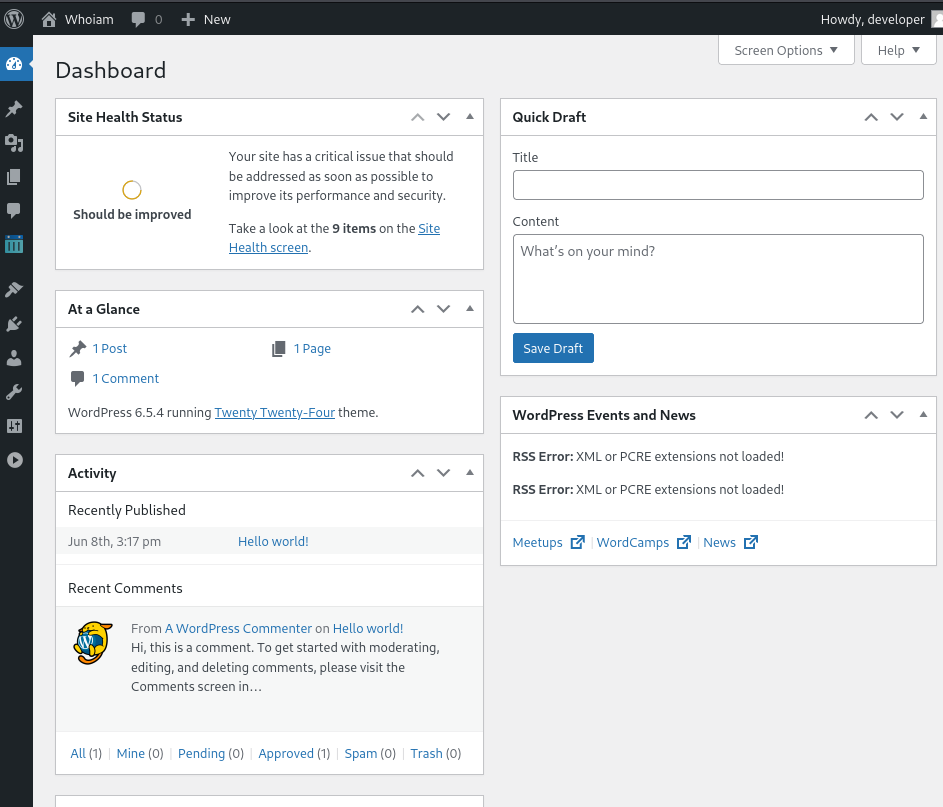 Whoiam 0 New Howdy, developer
Screen Options Help
Dashboard
Site Health Status
Should be improved
Your site has a critical issue that should
be addressed as soon as possible to
improve its performance and security.
Take a look at the 9 items on the Site
Health screen.
At a Glance
1 Post 1 Page
1 Comment
WordPress 6.5.4 running Twenty Twenty-Four theme.
Activity
Recently Published
Jun 8th, 3:17 pm Hello world!
Recent Comments
From A WordPress Commenter on Hello world!
Hi, this is a comment. To get started with moderating,
editing, and deleting comments, please visit the
Comments screen in…
All (1) | Mine (0) | Pending (0) | Approved (1) | Spam (0) | Trash (0)
Quick Draft
Title
Content
What's on your mind?
Save Draft
WordPress Events and News
RSS Error: XML or PCRE extensions not loaded!
RSS Error: XML or PCRE extensions not loaded!
Meetups | WordCamps | News